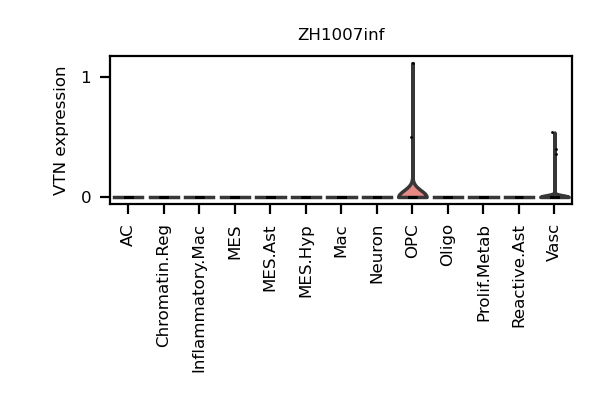 ZH1007inf
VTN expression
1
0
AC
Chromatin.Reg
Inflammatory.Mac
MES
MES.Ast
MES.Hyp
Mac
Neuron
OPC
Oligo
Prolif.Metab
Reactive.Ast
Vasc